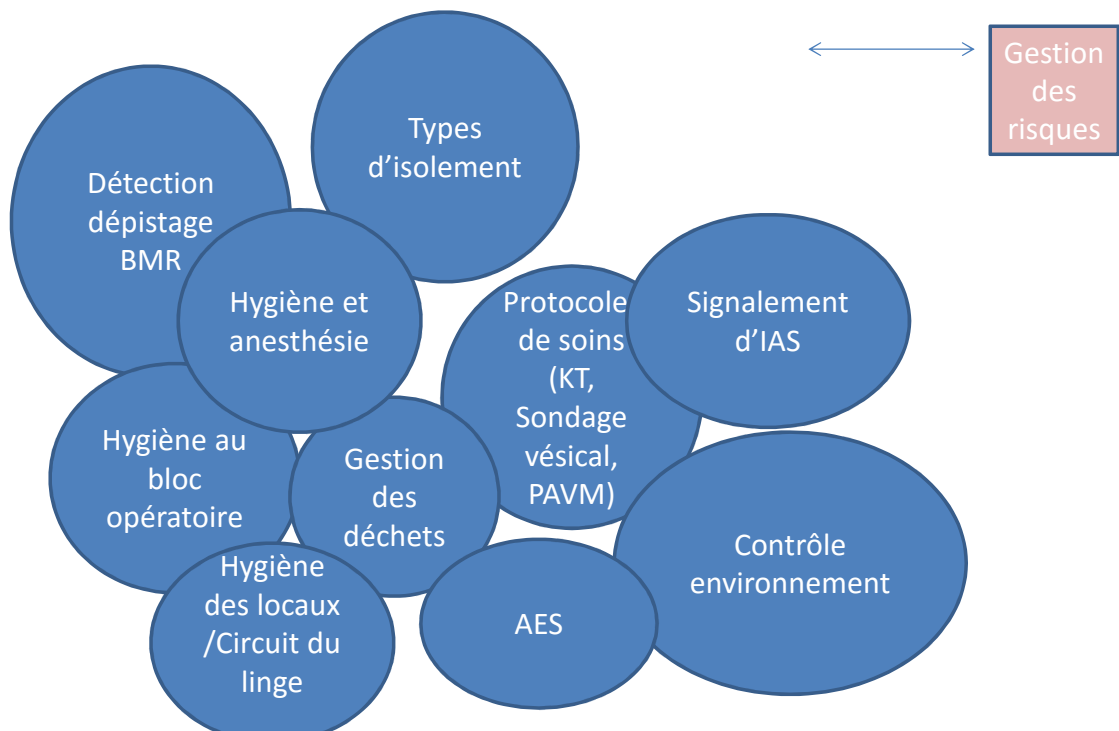 Gestion
des
risques
Types
d'isolement
Détection
dépistage
BMR
Hygiène et
anesthésie
Protocole
de soins
(KT,
Sondage
vésical,
PAVM)
Signalement
d'IAS
Hygiène au
bloc
opératoire
Gestion
des
déchets
Contrôle
environnement
Hygiène
des locaux
/Circuit du
linge
AES